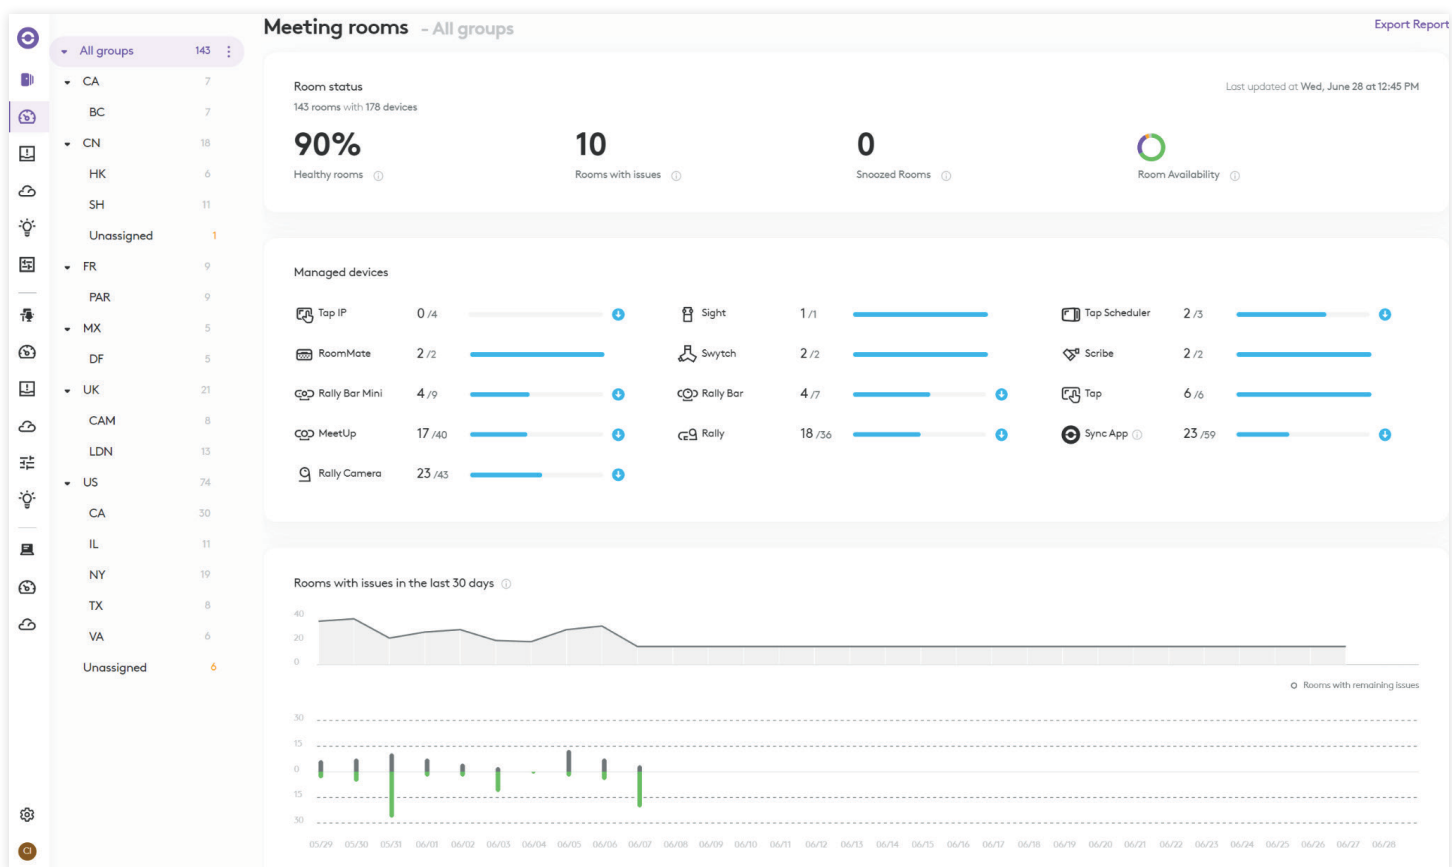 Meeting rooms - All groups
Export Report
All groups 143
CA 7
BC 7
CN 18
HK 6
SH 11
Unassigned 1
FR 9
PAR 9
MX 5
DF 5
UK 21
CAM 8
LDN 13
US 74
CA 30
IL 11
NY 19
TX 8
VA 6
Unassigned 6
CI
Room status
Last updated at Wed, June 28 at 12:45 PM
143 rooms with 178 devices
90% 10 0
Healthy rooms Rooms with issues Snoozed Rooms Room Availability
Managed devices
Tap IP 0 /4 Sight 1 /1 Tap Scheduler 2 /3
RoomMate 2 /2 Swytch 2 /2 Scribe 2 /2
Rally Bar Mini 4 /9 Rally Bar 4 /7 Tap 6 /6
MeetUp 17 /40 Rally 18 /36 Sync App 23 /59
Rally Camera 23 /43
Rooms with issues in the last 30 days
40
20
0
Rooms with remaining issues
30
15
0
15
30
05/29 05/30 05/31 06/01 06/02 06/03 06/04 06/05 06/06 06/07 06/08 06/09 06/10 06/11 06/12 06/13 06/14 06/15 06/16 06/17 06/18 06/19 06/20 06/21 06/22 06/23 06/24 06/25 06/26 06/27 06/28